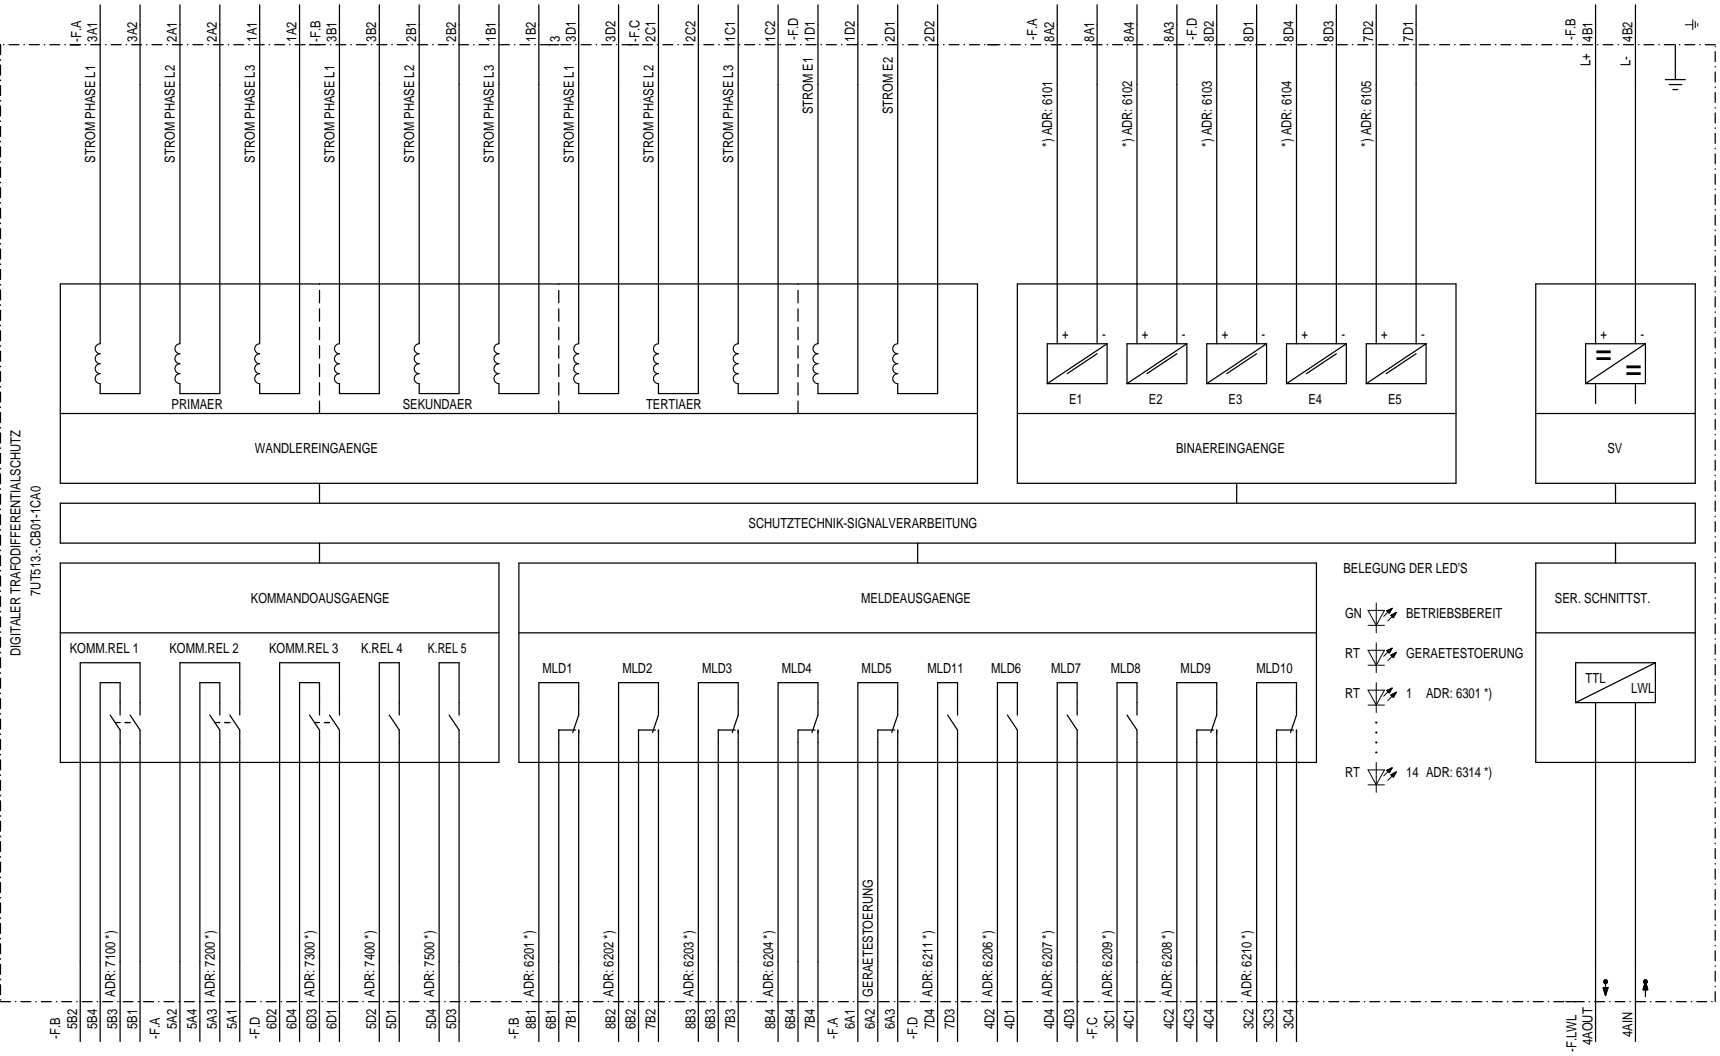 -F.A
3A1
3A2
2A1
2A2
1A1
1A2
-F.B
3B1
3B2
2B1
2B2
1B1
1B2
3
3D1
3D2
-F.C
2C1
2C2
1C1
1C2
-F.D
1D1
1D2
2D1
2D2
-F.A
8A2
8A1
8A4
8A3
-F.D
8D2
8D1
8D4
8D3
7D2
7D1
-F.B
4B1
4B2
L+
L-
STROM PHASE L1
STROM PHASE L2
STROM PHASE L3
STROM PHASE L1
STROM PHASE L2
STROM PHASE L3
STROM PHASE L1
STROM PHASE L2
STROM PHASE L3
STROM E1
STROM E2
*) ADR: 6101
*) ADR: 6102
*) ADR: 6103
*) ADR: 6104
*) ADR: 6105
+ -
+ -
+ -
+ -
+ -
+ -
PRIMAER
SEKUNDAER
TERTIAER
E1
E2
E3
E4
E5
WANDLEREINGAENGE
BINAEREINGAENGE
SV
DIGITALER TRAFODIFFERENTIALSCHUTZ
7UT513.-.CB01-1CA0
SCHUTZTECHNIK-SIGNALVERARBEITUNG
KOMMANDOAUSGAENGE
MELDEAUSGAENGE
BELEGUNG DER LED'S
SER. SCHNITTST.
KOMM.REL 1
KOMM.REL 2
KOMM.REL 3
K.REL 4
K.REL 5
MLD1
MLD2
MLD3
MLD4
MLD5
MLD11
MLD6
MLD7
MLD8
MLD9
MLD10
GN BETRIEBSBEREIT
RT GERAETESTOERUNG
RT 1 ADR: 6301 *)
RT 14 ADR: 6314 *)
TTL
LWL
ADR: 7100 *)
ADR: 7200 *)
ADR: 7300 *)
ADR: 7400 *)
ADR: 7500 *)
ADR: 6201 *)
ADR: 6202 *)
ADR: 6203 *)
ADR: 6204 *)
GERAETESTOERUNG
ADR: 6211 *)
ADR: 6206 *)
ADR: 6207 *)
ADR: 6209 *)
ADR: 6208 *)
ADR: 6210 *)
-F.B
5B2
5B4
5B3
5B1
-F.A
5A2
5A4
5A3
5A1
-F.D
6D2
6D4
6D3
6D1
5D2
5D1
5D4
5D3
-F.B
8B1
6B1
7B1
8B2
6B2
7B2
8B3
6B3
7B3
8B4
6B4
7B4
-F.A
6A1
6A2
6A3
-F.D
7D4
7D3
4D2
4D1
4D4
4D3
-F.C
3C1
4C1
4C2
4C3
4C4
3C2
3C3
3C4
-F.LWL
4AOUT
4AIN